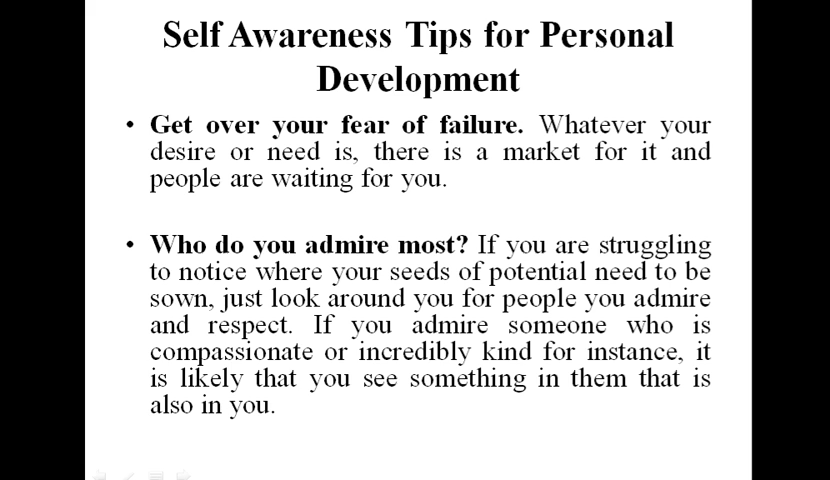 Self Awareness Tips for Personal
Development
• Get over your fear of failure. Whatever your
desire or need is, there is a market for it and
people are waiting for you.
• Who do you admire most? If you are struggling
to notice where your seeds of potential need to be
sown, just look around you for people you admire
and respect. If you admire someone who is
compassionate or incredibly kind for instance, it
is likely that you see something in them that is
also in you.